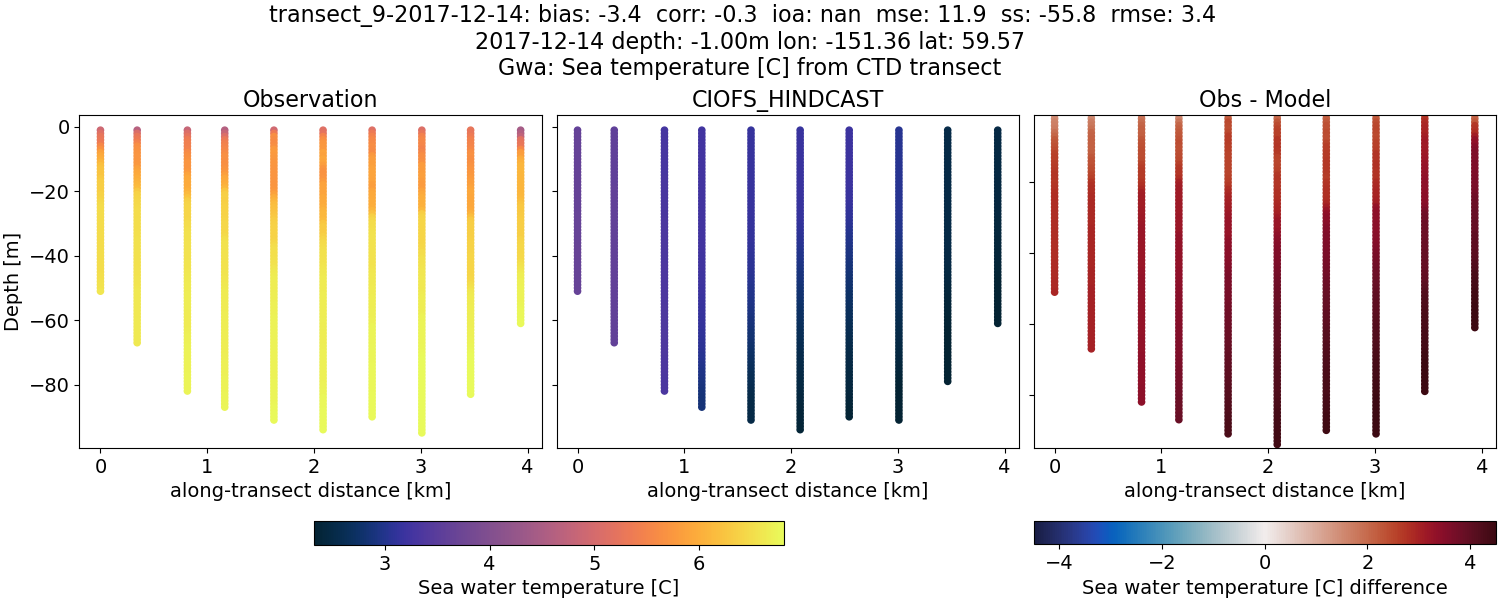 transect_9-2017-12-14: bias: -3.4  corr: -0.3  ioa: nan  mse: 11.9  ss: -55.8  rmse: 3.4
2017-12-14 depth: -1.00m lon: -151.36 lat: 59.57
Gwa: Sea temperature [C] from CTD transect
Observation
CIOFS_HINDCAST
Obs - Model
Depth [m]
0
−20
−40
−60
−80
0 1 2 3 4
0 1 2 3 4
0 1 2 3 4
along-transect distance [km]
along-transect distance [km]
along-transect distance [km]
3 4 5 6
Sea water temperature [C]
−4 −2 0 2 4
Sea water temperature [C] difference